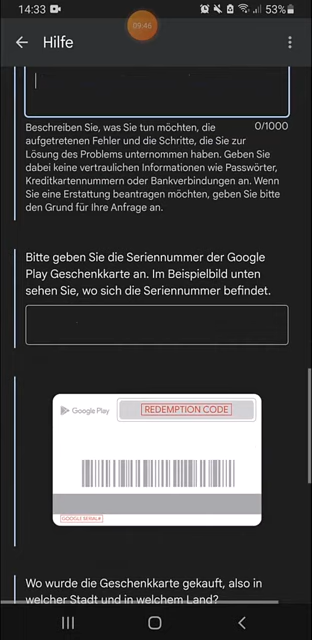 14:33 53%
09:46
Hilfe
Beschreiben Sie, was Sie tun möchten, die 0/1000
aufgetretenen Fehler und die Schritte, die Sie zur
Lösung des Problems unternommen haben. Geben Sie
dabei keine vertraulichen Informationen wie Passwörter,
Kreditkartennummern oder Bankverbindungen an. Wenn
Sie eine Erstattung beantragen möchten, geben Sie bitte
den Grund für Ihre Anfrage an.
Bitte geben Sie die Seriennummer der Google
Play Geschenkkarte an. Im Beispielbild unten
sehen Sie, wo sich die Seriennummer befindet.
Google Play REDEMPTION CODE
GOOGLE SERIAL#
Wo wurde die Geschenkkarte gekauft, also in
welcher Stadt und in welchem Land?